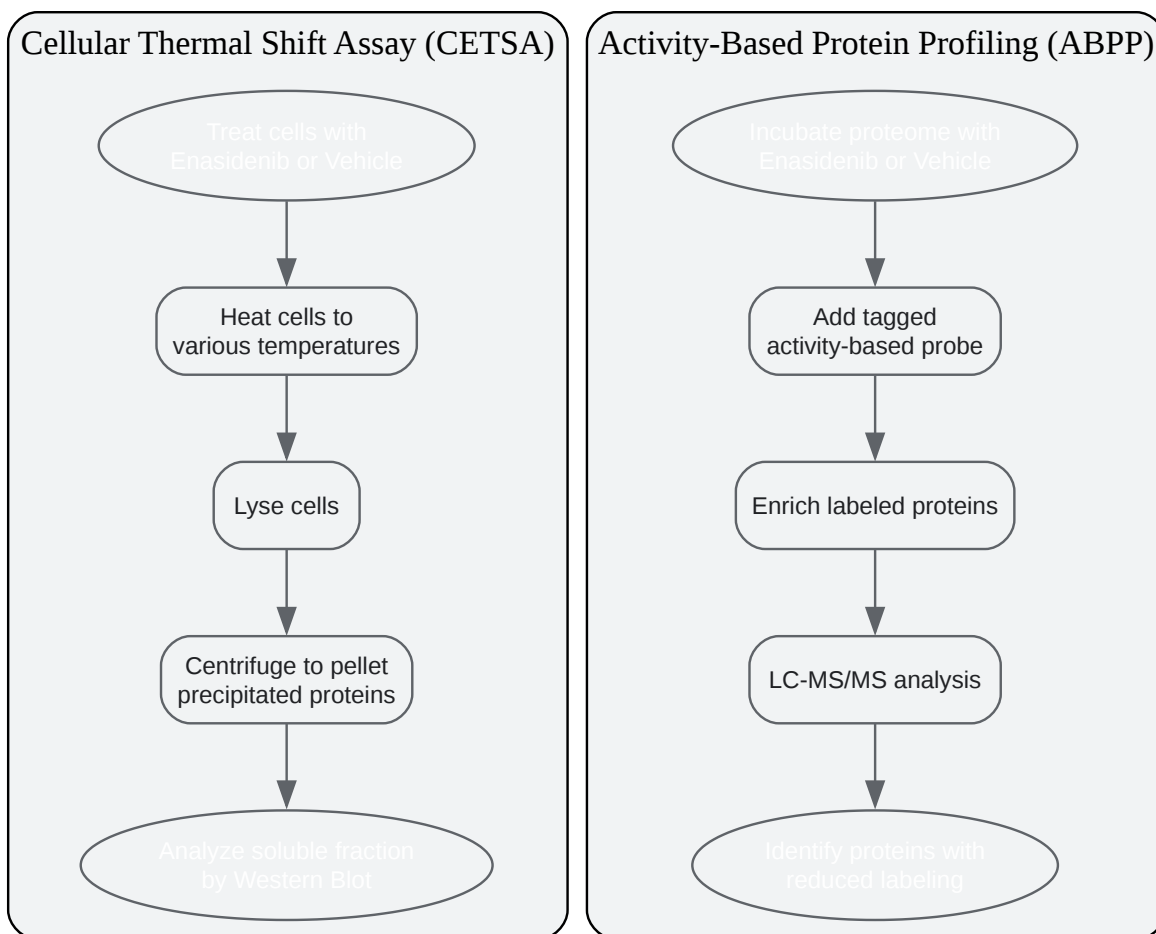 Cellular Thermal Shift Assay (CETSA)
Treat cells with
Enasidenib or Vehicle
Heat cells to
various temperatures
Lyse cells
Centrifuge to pellet
precipitated proteins
Analyze soluble fraction
by Western Blot
Activity-Based Protein Profiling (ABPP)
Incubate proteome with
Enasidenib or Vehicle
Add tagged
activity-based probe
Enrich labeled proteins
LC-MS/MS analysis
Identify proteins with
reduced labeling